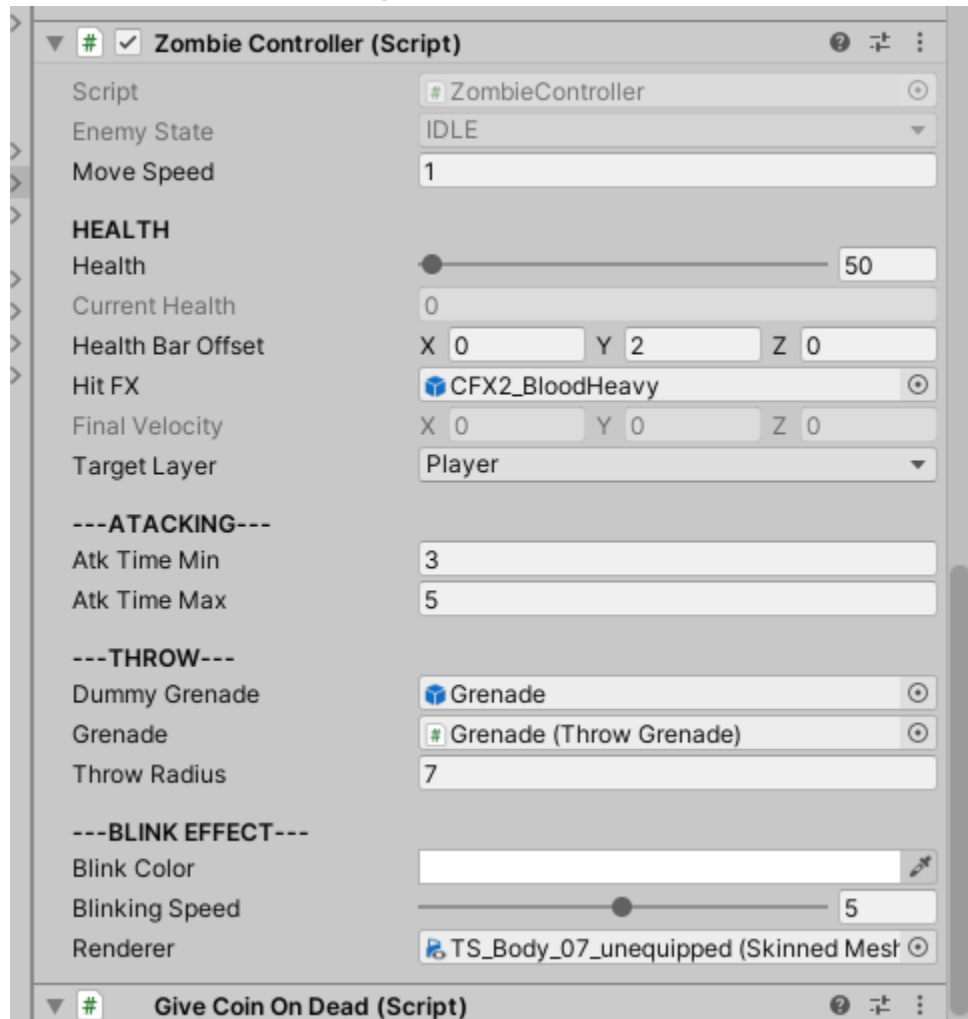 Zombie Controller (Script)
Script # ZombieController
Enemy State IDLE
Move Speed 1
HEALTH
Health 50
Current Health 0
Health Bar Offset X 0 Y 2 Z 0
Hit FX CFX2_BloodHeavy
Final Velocity X 0 Y 0 Z 0
Target Layer Player
---ATACKING---
Atk Time Min 3
Atk Time Max 5
---THROW---
Dummy Grenade Grenade
Grenade # Grenade (Throw Grenade)
Throw Radius 7
---BLINK EFFECT---
Blink Color
Blinking Speed 5
Renderer TS_Body_07_unequipped (Skinned Mesh
# Give Coin On Dead (Script)